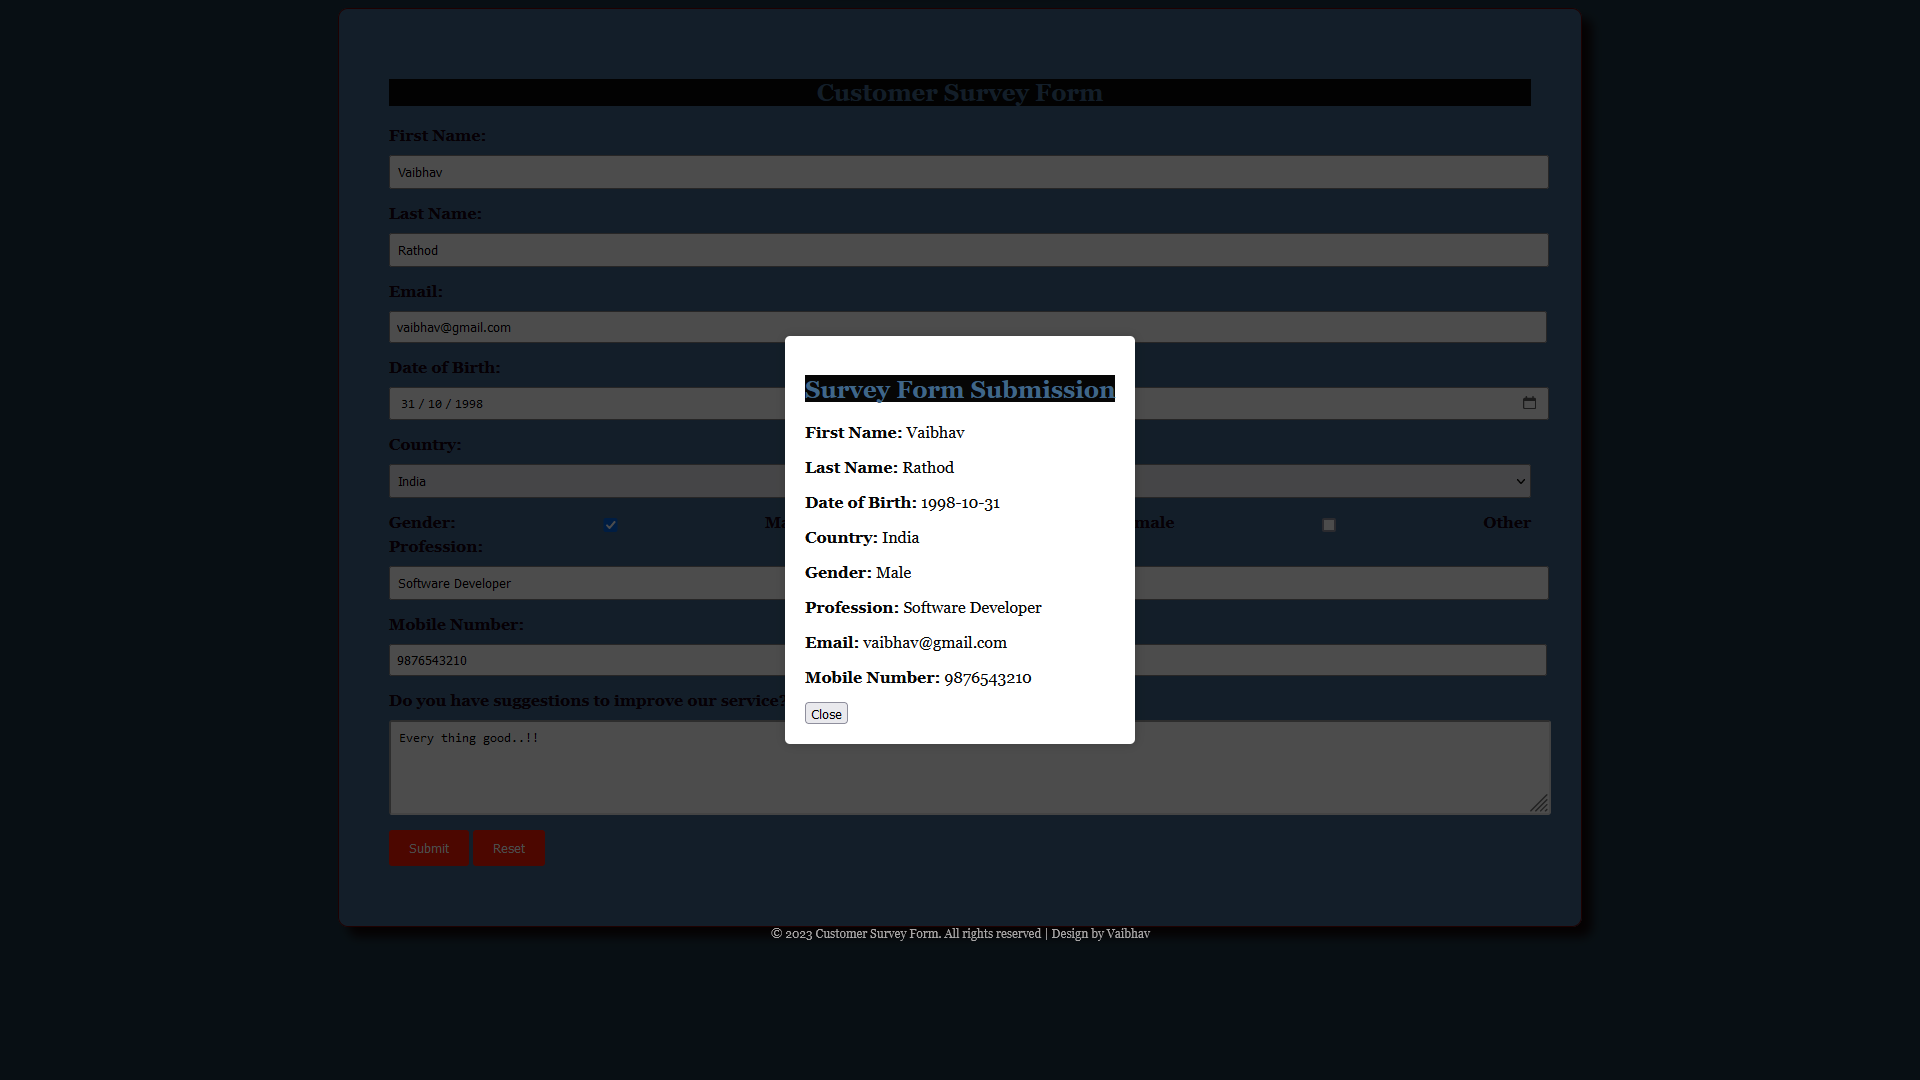 Customer Survey Form
First Name:
Vaibhav
Last Name:
Rathod
Email:
vaibhav@gmail.com
Date of Birth:
31 / 10 / 1998
Country:
India
Gender: Ma male Other
Profession:
Software Developer
Mobile Number:
9876543210
Do you have suggestions to improve our service?
Every thing good..!!
Submit Reset
Survey Form Submission
First Name: Vaibhav
Last Name: Rathod
Date of Birth: 1998-10-31
Country: India
Gender: Male
Profession: Software Developer
Email: vaibhav@gmail.com
Mobile Number: 9876543210
Close
© 2023 Customer Survey Form. All rights reserved | Design by Vaibhav